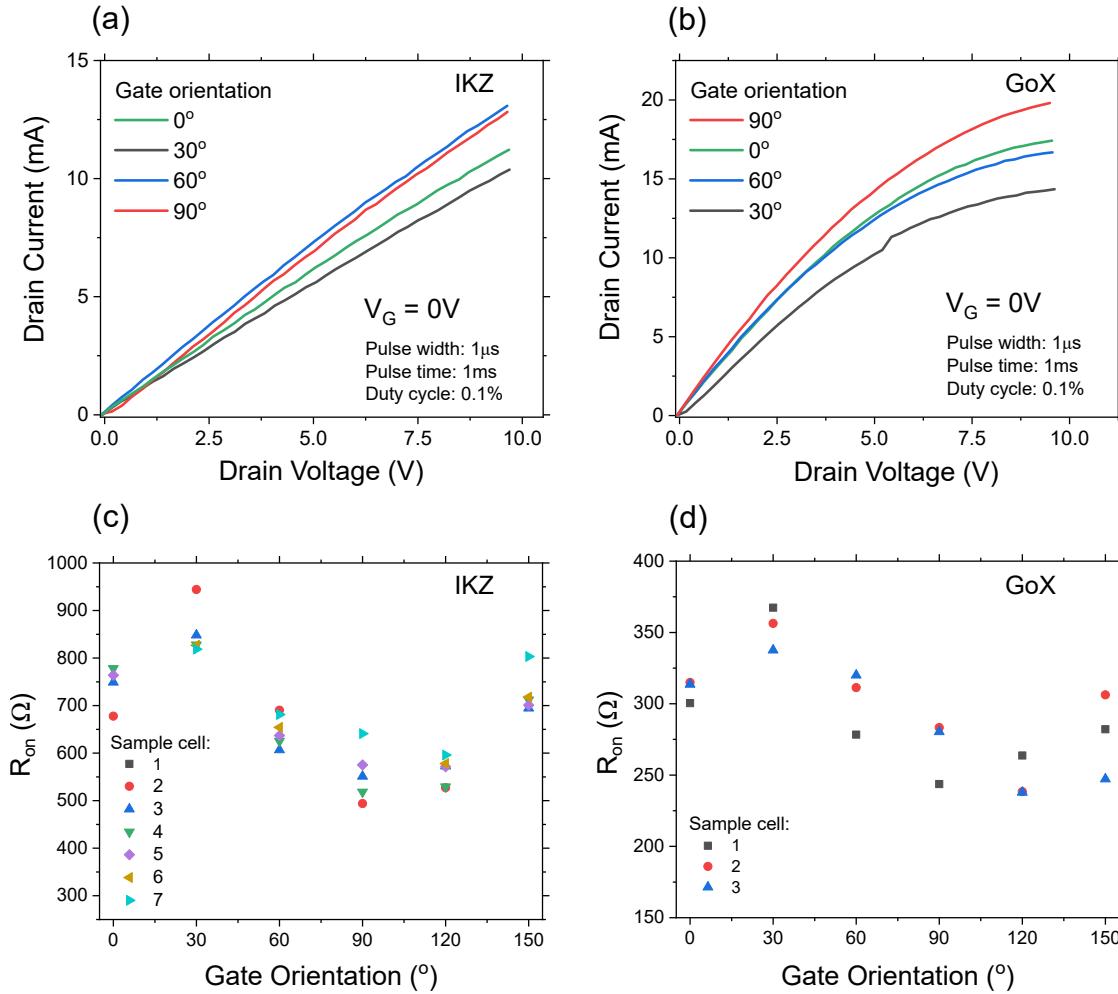 (a)
IKZ
Gate orientation
0°
30°
60°
90°
V_G = 0V
Pulse width: 1μs
Pulse time: 1ms
Duty cycle: 0.1%
15
10
5
0
0.0 2.5 5.0 7.5 10.0
Drain Current (mA)
Drain Voltage (V)
(b)
GoX
Gate orientation
90°
0°
60°
30°
V_G = 0V
Pulse width: 1μs
Pulse time: 1ms
Duty cycle: 0.1%
20
15
10
5
0
0.0 2.5 5.0 7.5 10.0
Drain Current (mA)
Drain Voltage (V)
(c)
IKZ
1000
900
800
700
600
500
400
300
Sample cell:
1
2
3
4
5
6
7
0 30 60 90 120 150
R_on (Ω)
Gate Orientation (°)
(d)
GoX
400
350
300
250
200
150
Sample cell:
1
2
3
0 30 60 90 120 150
R_on (Ω)
Gate Orientation (°)